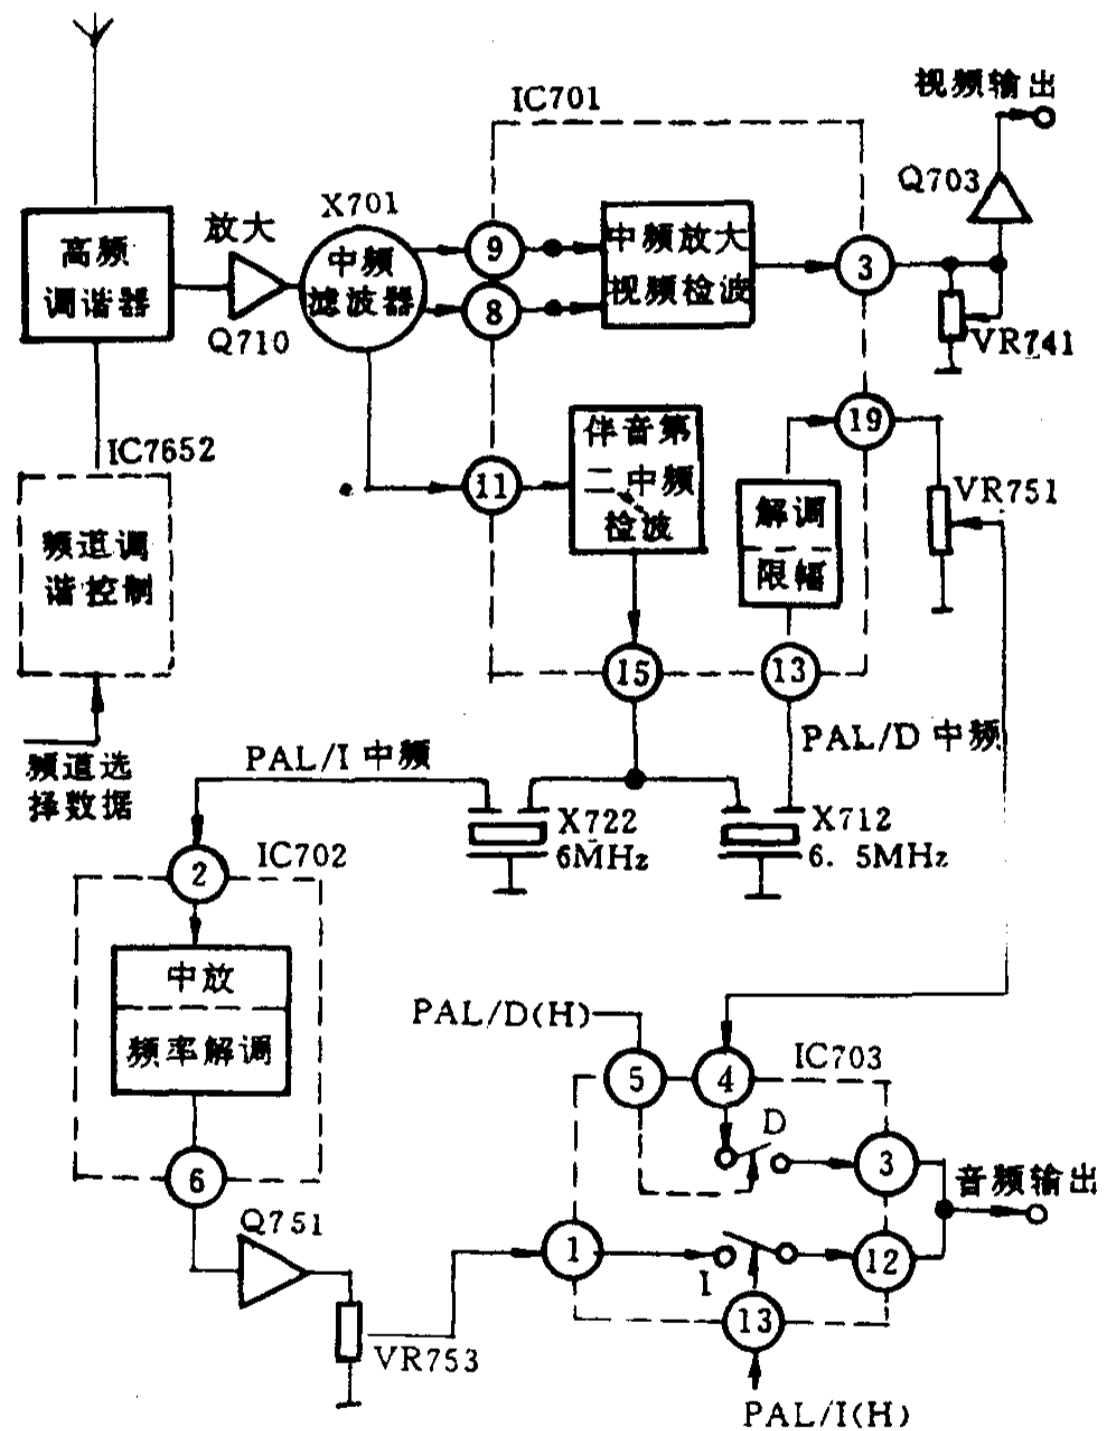 视频输出
IC701
Q703
X701
放大
高频
调谐器
中频
滤波器
9
8
中频放大
视频检波
3
Q710
VR741
IC7652
频道调
谐控制
11
伴音第
二中频
检波
19
解调
限幅
VR751
15
13
频道选
择数据
PAL/I 中频
PAL/D 中频
X722
6MHz
X712
6. 5MHz
2
IC702
中放
频率解调
6
PAL/D(H)
5
4
IC703
D
3
音频输出
Q751
1
I
12
13
VR753
PAL/I(H)